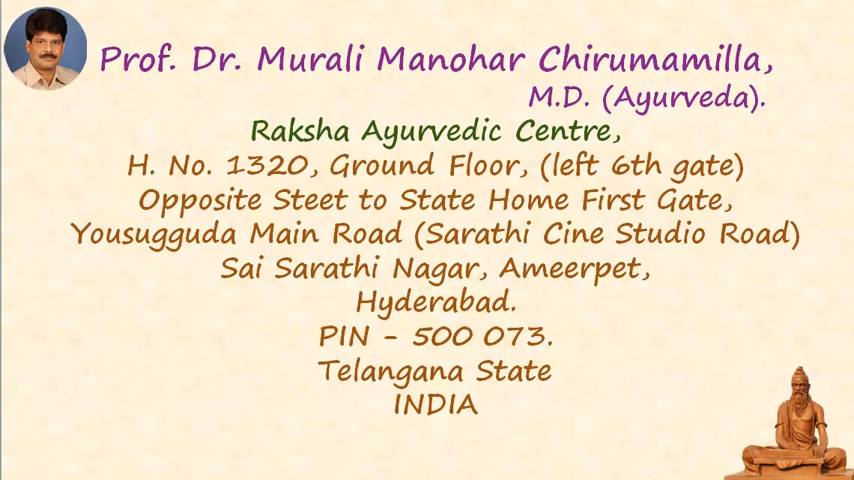 Prof. Dr. Murali Manohar Chirumamilla,
M.D. (Ayurveda).
Raksha Ayurvedic Centre,
H. No. 1320, Ground Floor, (left 6th gate)
Opposite Steet to State Home First Gate,
Yousugguda Main Road (Sarathi Cine Studio Road)
Sai Sarathi Nagar, Ameerpet,
Hyderabad.
PIN - 500 073.
Telangana State
INDIA